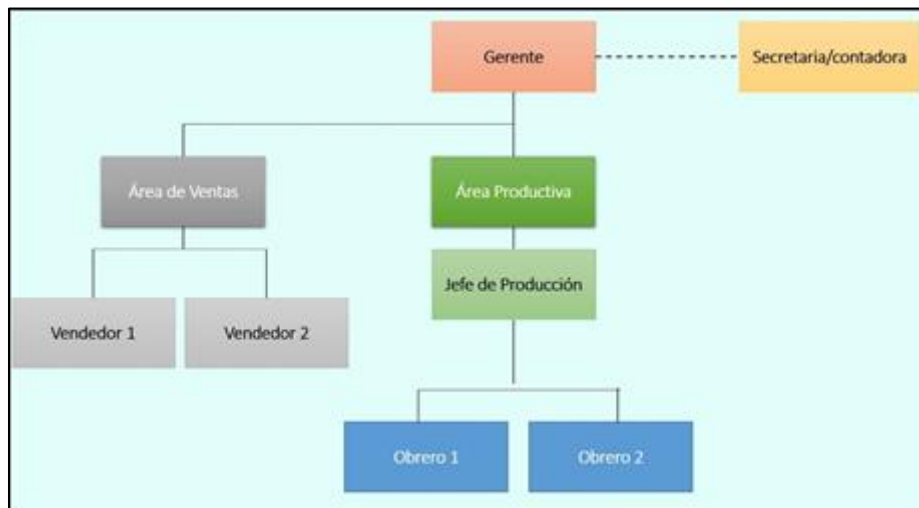 Gerente
Secretaria/contadora
Área de Ventas
Área Productiva
Jefe de Producción
Vendedor 1
Vendedor 2
Obrero 1
Obrero 2